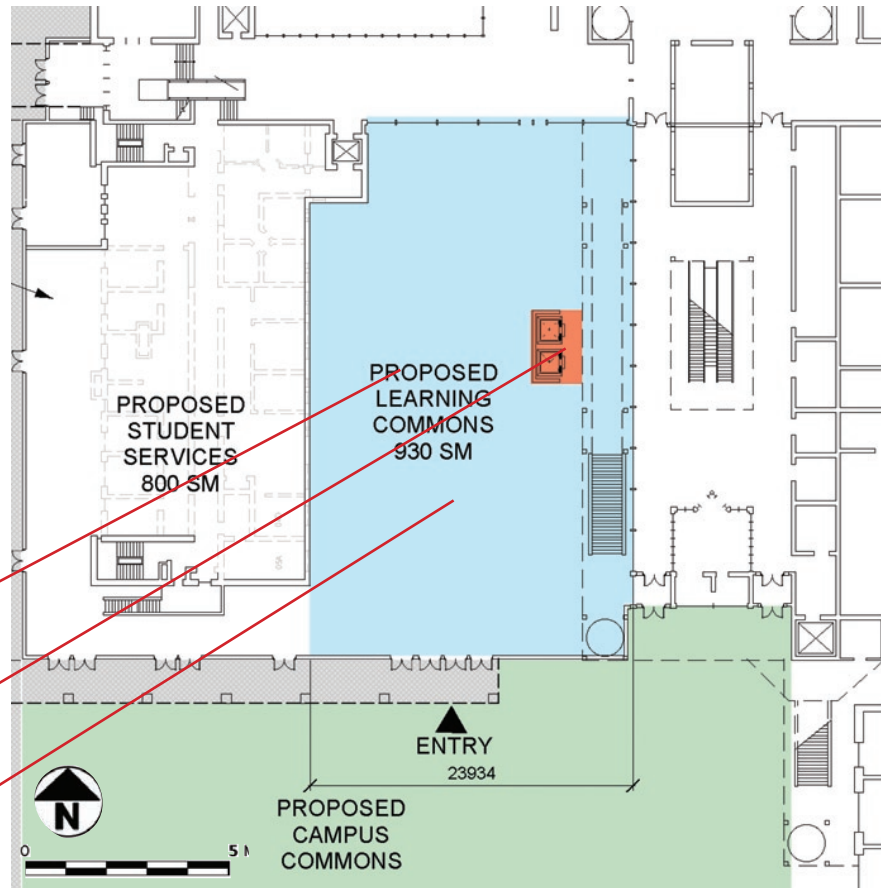 PROPOSED
STUDENT
SERVICES
800 SM
PROPOSED
LEARNING
COMMONS
930 SM
ENTRY
23934
PROPOSED
CAMPUS
COMMONS
N
0
5